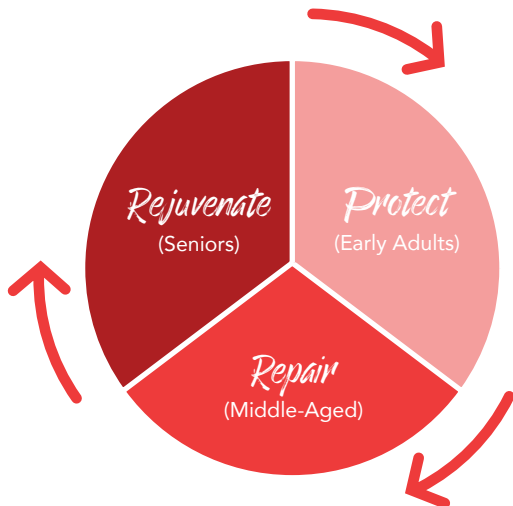 Rejuvenate
(Seniors)
Protect
(Early Adults)
Repair
(Middle-Aged)